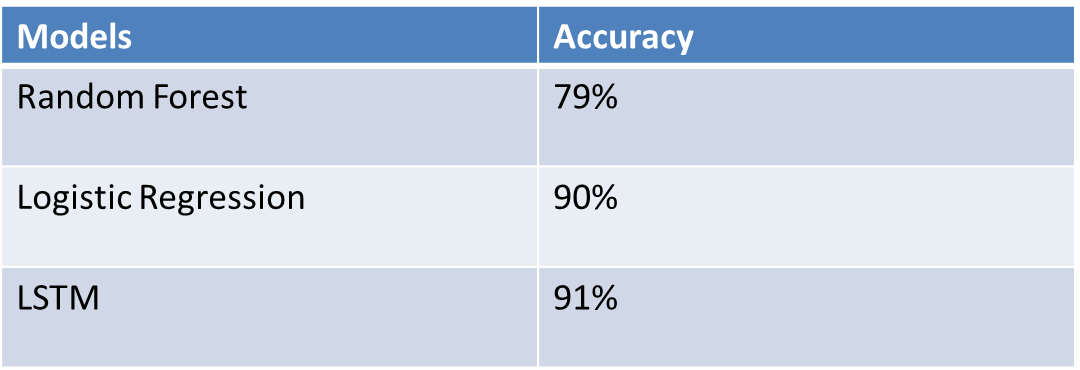 Models Accuracy
Random Forest 79%
Logistic Regression 90%
LSTM 91%